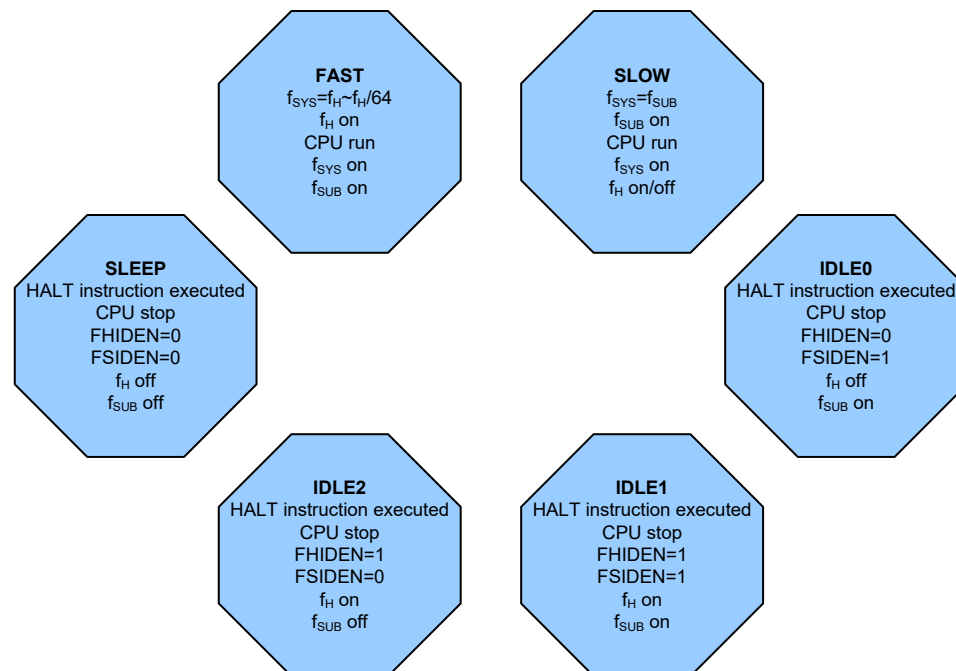 FAST
fSYS=fH~fH/64
fH on
CPU run
fSYS on
fSUB on
SLOW
fSYS=fSUB
fSUB on
CPU run
fSYS on
fH on/off
SLEEP
HALT instruction executed
CPU stop
FHIDEN=0
FSIDEN=0
fH off
fSUB off
IDLE0
HALT instruction executed
CPU stop
FHIDEN=0
FSIDEN=1
fH off
fSUB on
IDLE2
HALT instruction executed
CPU stop
FHIDEN=1
FSIDEN=0
fH on
fSUB off
IDLE1
HALT instruction executed
CPU stop
FHIDEN=1
FSIDEN=1
fH on
fSUB on